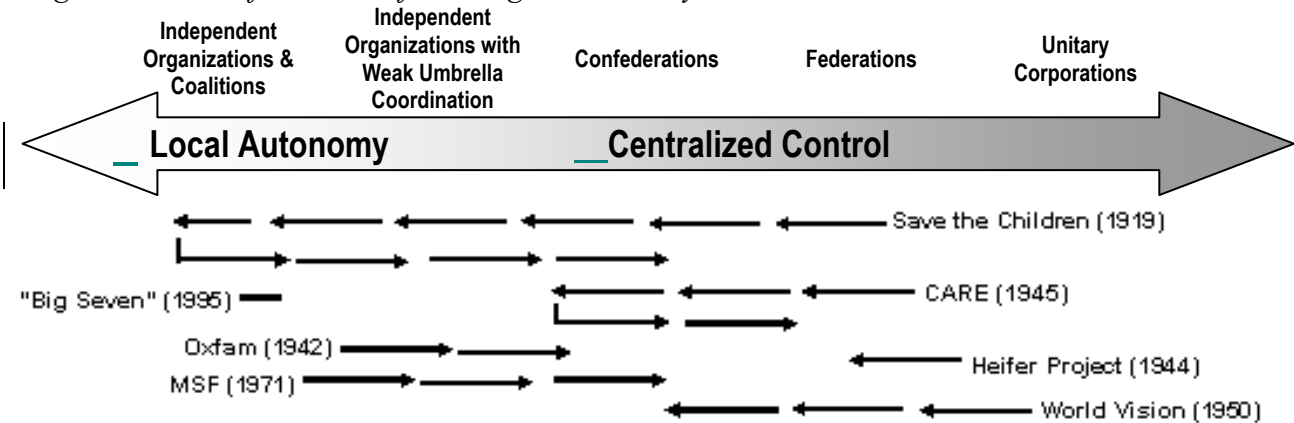 Independent
Organizations &
Coalitions
Independent
Organizations with
Weak Umbrella
Coordination
Confederations
Federations
Unitary
Corporations
_ Local Autonomy
__Centralized Control
Save the Children (1919)
"Big Seven" (1995)
CARE (1945)
Oxfam (1942)
Heifer Project (1944)
MSF (1971)
World Vision (1950)